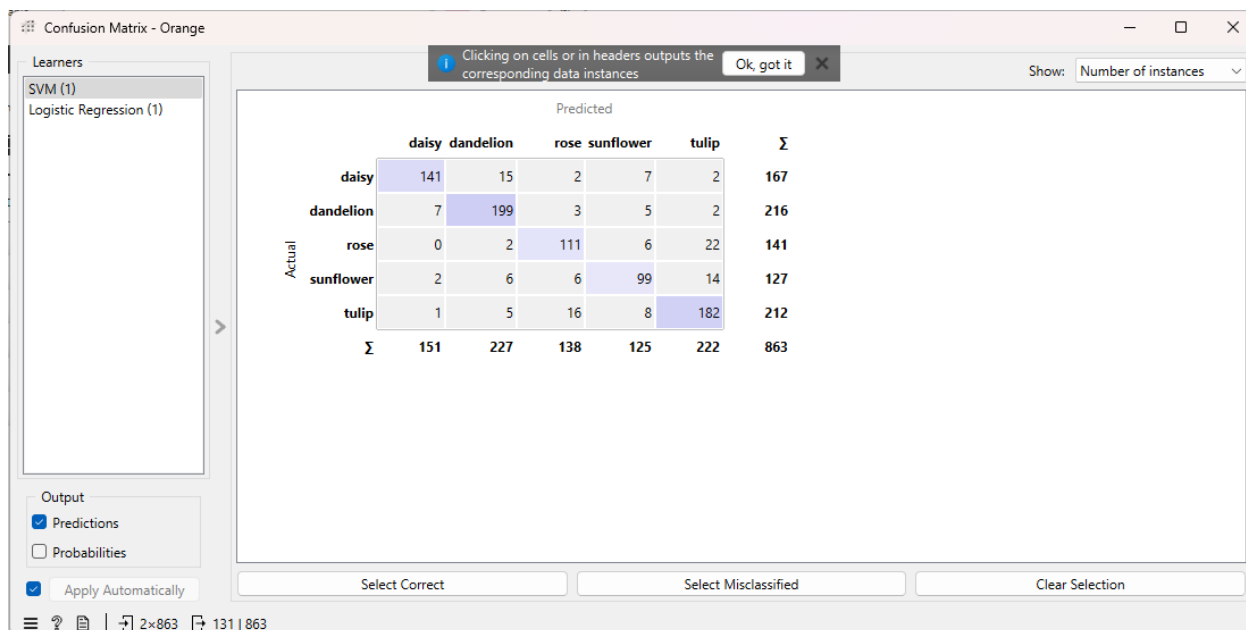 Confusion Matrix - Orange
Learners
SVM (1)
Logistic Regression (1)
Clicking on cells or in headers outputs the
corresponding data instances
Ok, got it
Show: Number of instances
Predicted
daisy dandelion rose sunflower tulip Σ
daisy 141 15 2 7 2 167
dandelion 7 199 3 5 2 216
Actual
rose 0 2 111 6 22 141
sunflower 2 6 6 99 14 127
tulip 1 5 16 8 182 212
Σ 151 227 138 125 222 863
Output
Predictions
Probabilities
Apply Automatically
Select Correct
Select Misclassified
Clear Selection
2×863 131 | 863